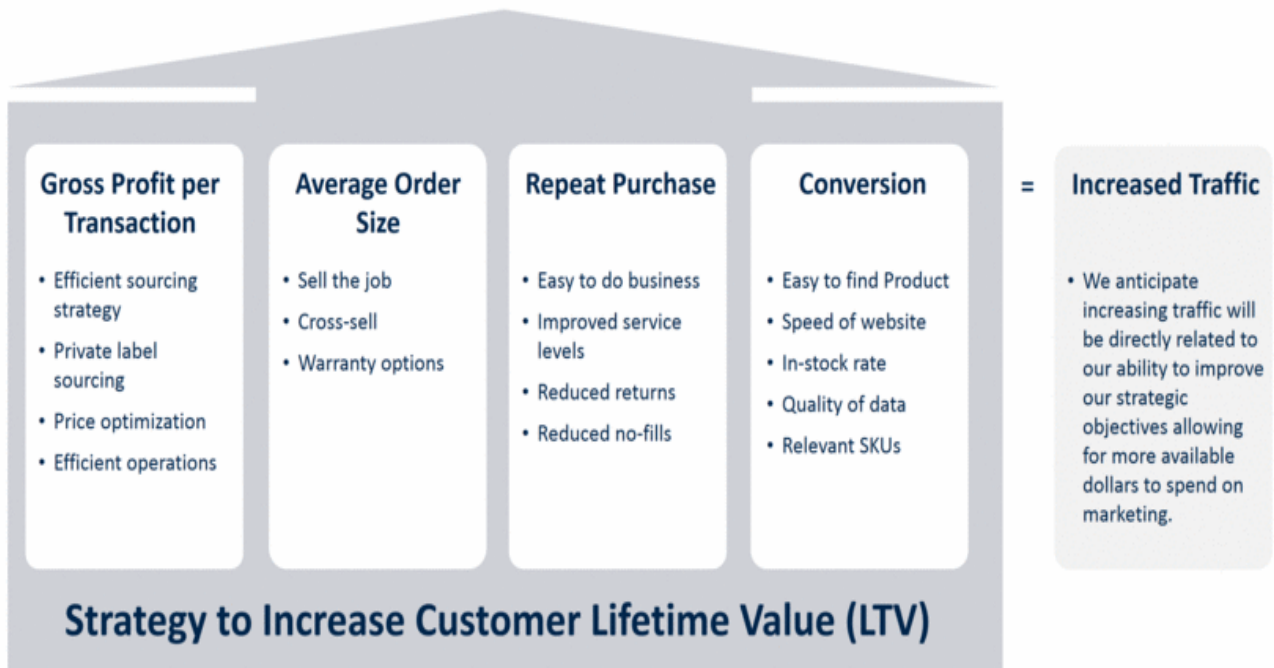 Gross Profit per
Transaction
• Efficient sourcing
strategy
• Private label
sourcing
• Price optimization
• Efficient operations
Average Order
Size
• Sell the job
• Cross-sell
• Warranty options
Repeat Purchase
• Easy to do business
• Improved service
levels
• Reduced returns
• Reduced no-fills
Conversion
• Easy to find Product
• Speed of website
• In-stock rate
• Quality of data
• Relevant SKUs
=
Increased Traffic
• We anticipate
increasing traffic will
be directly related to
our ability to improve
our strategic
objectives allowing
for more available
dollars to spend on
marketing.
Strategy to Increase Customer Lifetime Value (LTV)